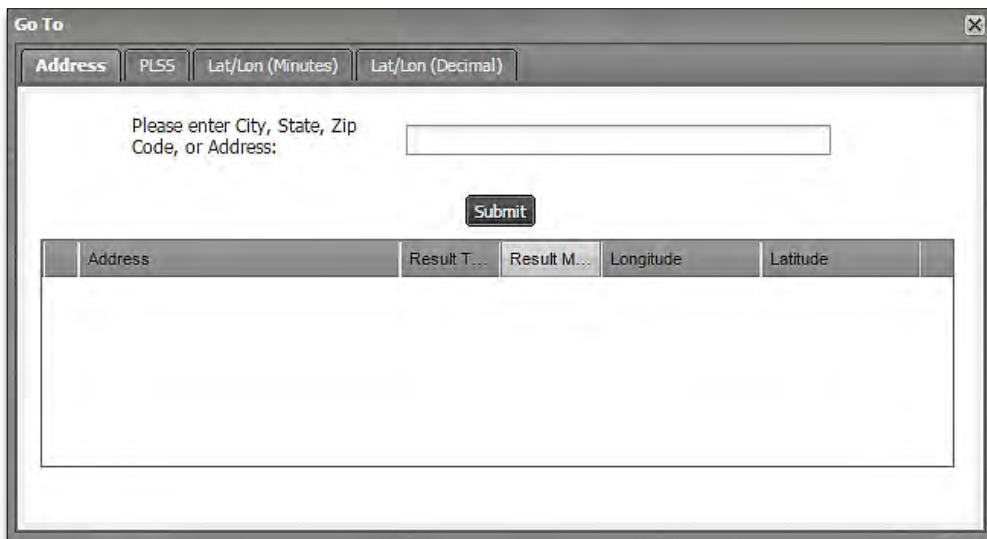 Go To
Address PLSS Lat/Lon (Minutes) Lat/Lon (Decimal)
Please enter City, State, Zip
Code, or Address:
Submit
Address Result T... Result M... Longitude Latitude